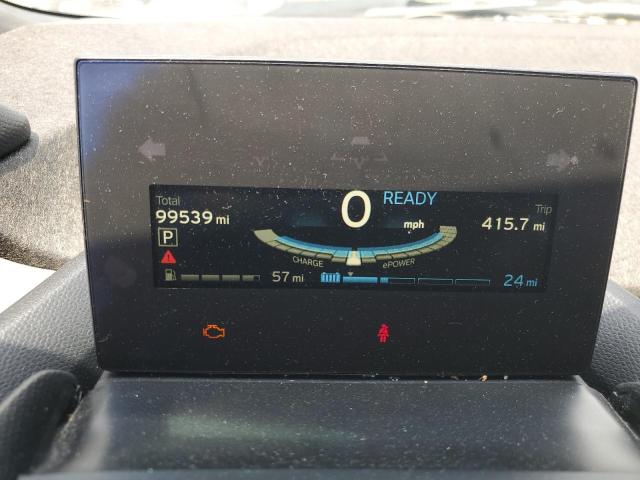 0 READY
Total
99539 mi
mph
Trip
415.7 mi
P
CHARGE
ePOWER
57 mi
24 mi